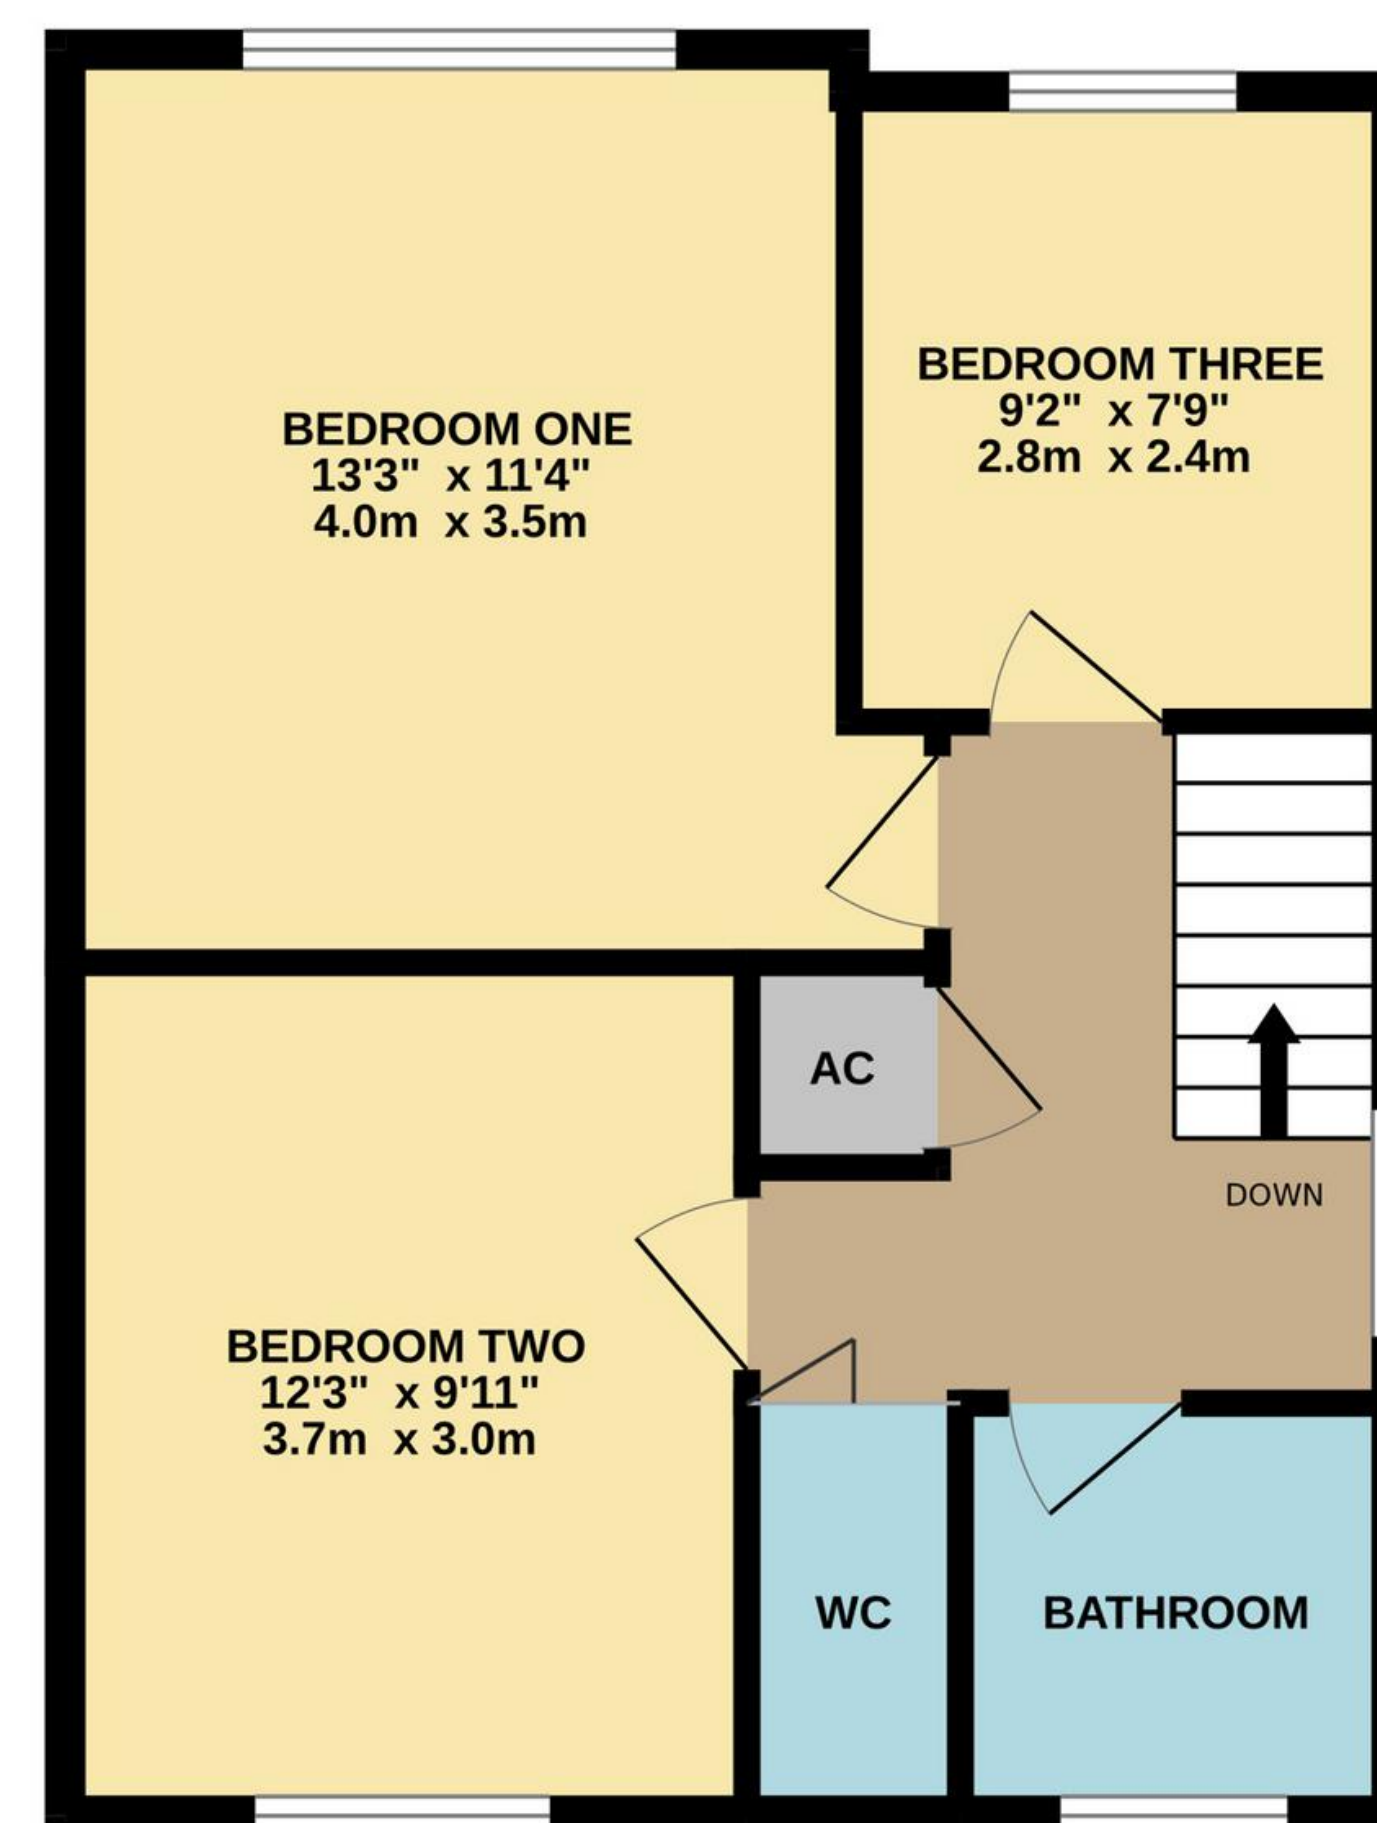 BEDROOM ONE
13'3" x 11'4"
4.0m x 3.5m
BEDROOM THREE
9'2" x 7'9"
2.8m x 2.4m
AC
DOWN
BEDROOM TWO
12'3" x 9'11"
3.7m x 3.0m
WC
BATHROOM